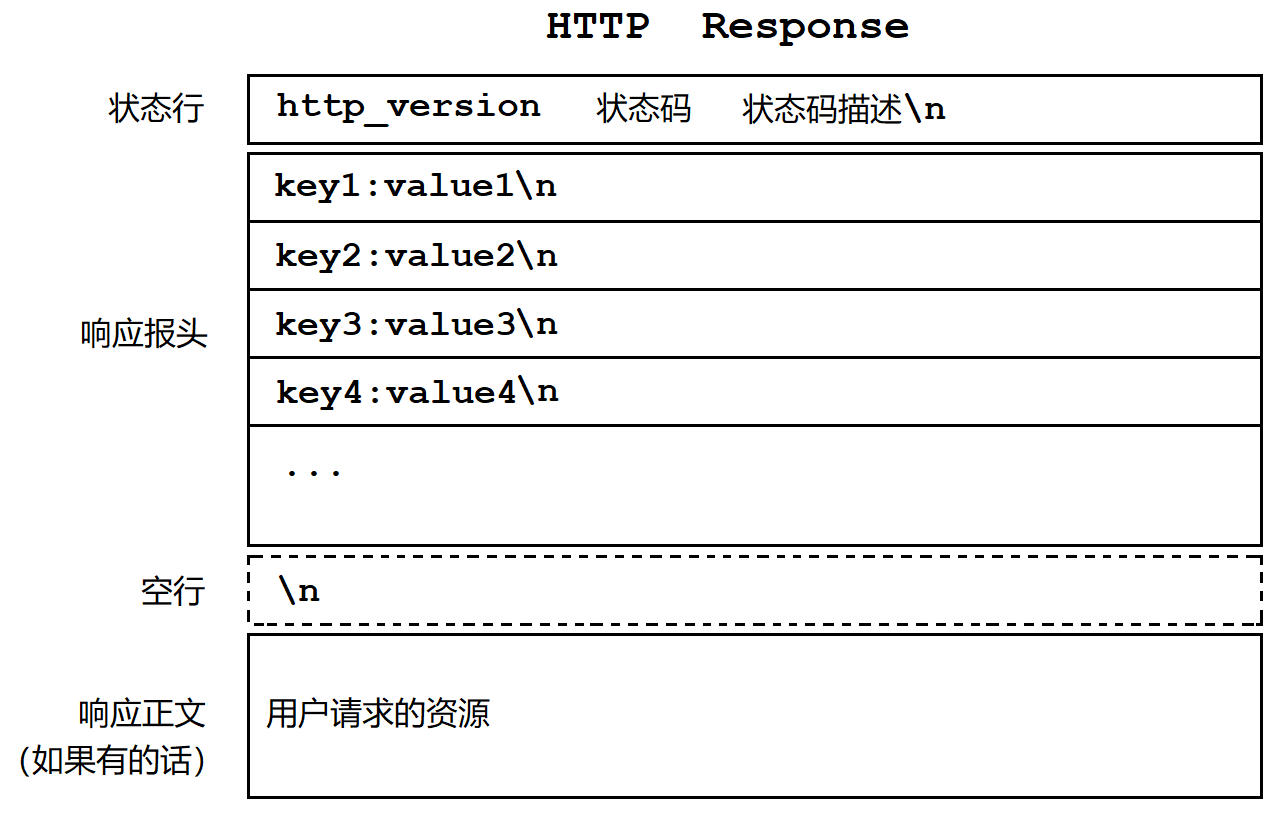 HTTP Response
状态行 http_version 状态码 状态码描述\n
key1:value1\n
key2:value2\n
响应报头 key3:value3\n
key4:value4\n
...
空行 \n
响应正文 用户请求的资源
（如果有的话）